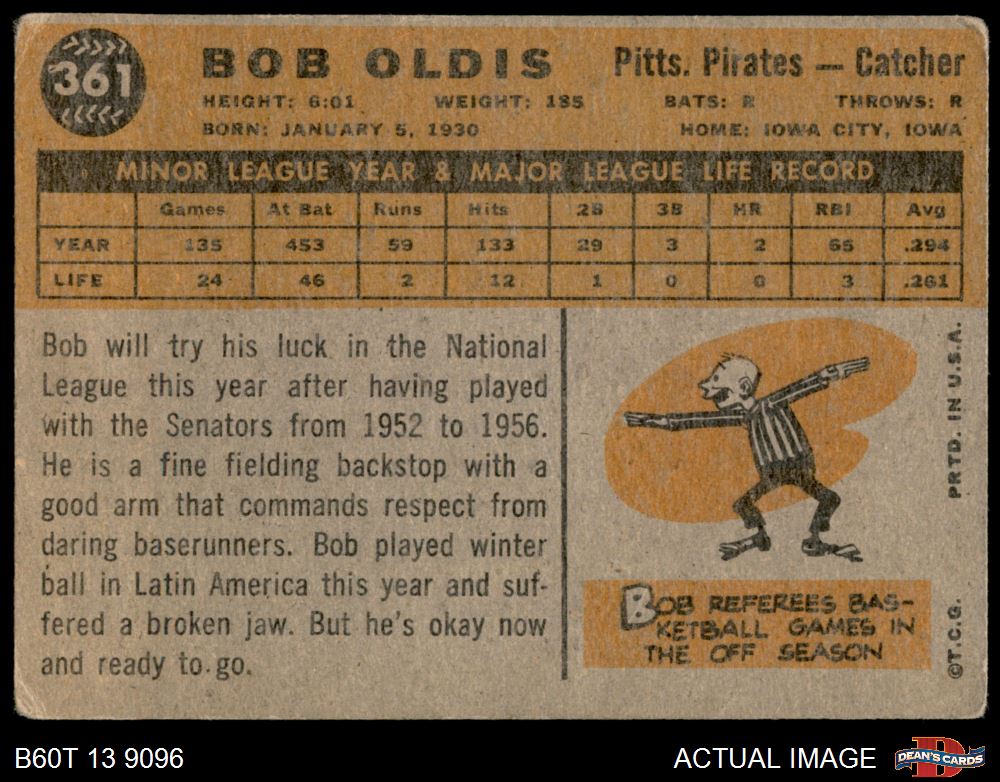 361
BOB OLDIS
Pitts. Pirates — Catcher
HEIGHT: 6:01 WEIGHT: 185 BATS: R THROWS: R
BORN: JANUARY 5, 1930 HOME: IOWA CITY, IOWA
MINOR LEAGUE YEAR & MAJOR LEAGUE LIFE RECORD
Games At Bat Runs Hits 2B 3B HR RBI Avg
YEAR 135 453 59 133 29 3 2 65 .294
LIFE 24 46 2 12 1 0 0 3 .261
Bob will try his luck in the National
League this year after having played
with the Senators from 1952 to 1956.
He is a fine fielding backstop with a
good arm that commands respect from
daring baserunners. Bob played winter
ball in Latin America this year and suf-
fered a broken jaw. But he's okay now
and ready to go.
BOB REFEREES BAS-
KETBALL GAMES IN
THE OFF SEASON
©T.C.G. PRTD. IN U.S.A.
B60T 13 9096
ACTUAL IMAGE
D
DEAN'S CARDS